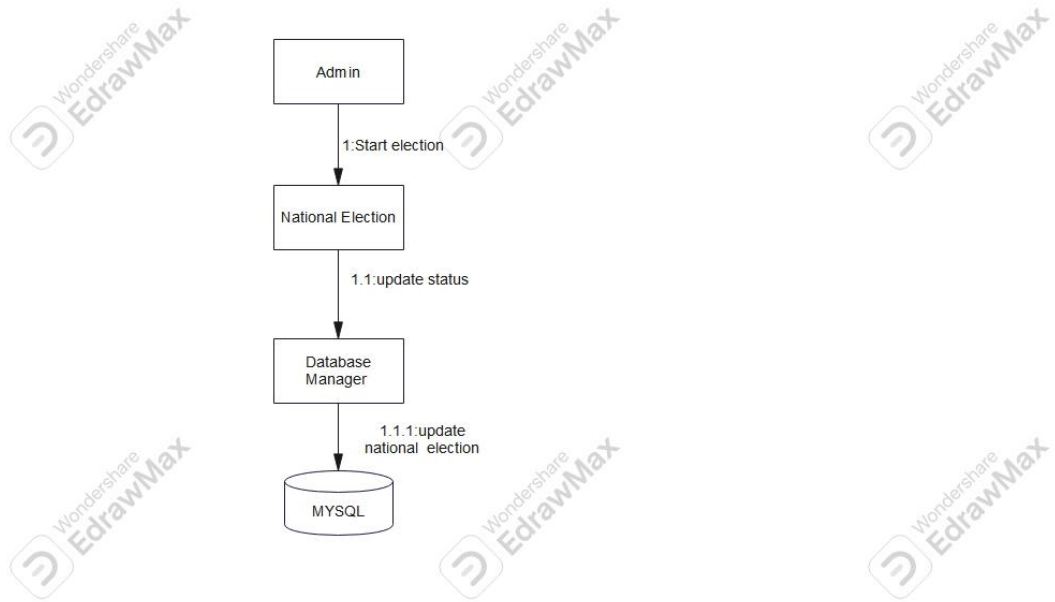 Wondershare
EdrawMax
Wondershare
EdrawMax
Wondershare
EdrawMax
Admin
1:Start election
National Election
1.1:update status
Database
Manager
1.1.1:update
national election
MYSQL
Wondershare
EdrawMax
Wondershare
EdrawMax
Wondershare
EdrawMax